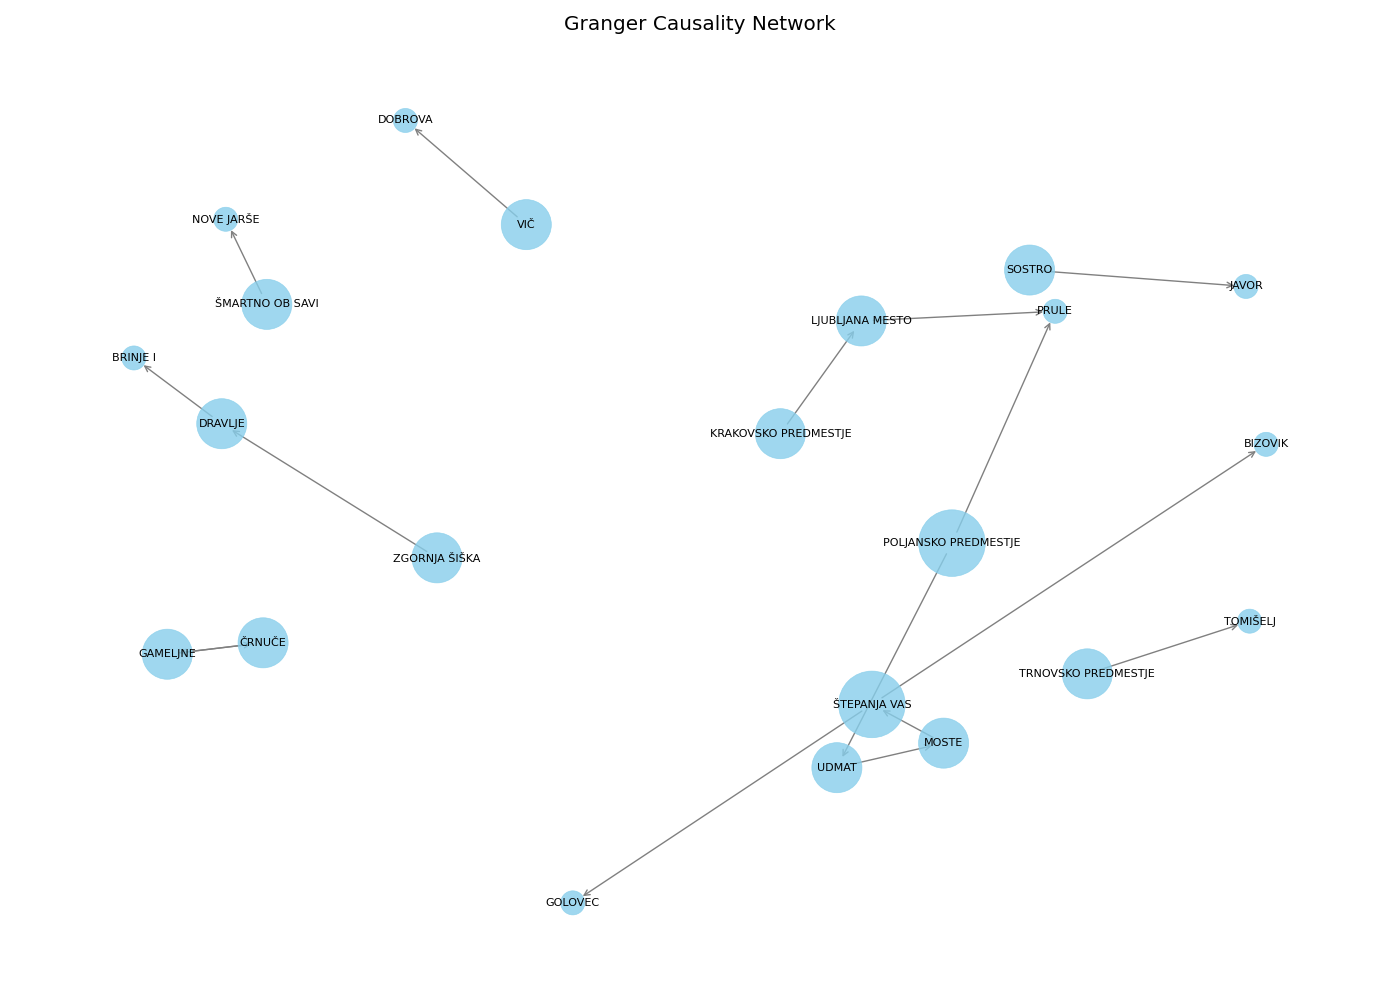 Granger Causality Network
DOBROVA
NOVE JARŠE
VIČ
SOSTRO
JAVOR
ŠMARTNO OB SAVI
PRULE
LJUBLJANA MESTO
BRINJE I
DRAVLJE
KRAKOVSKO PREDMESTJE
BIZOVIK
POLJANSKO PREDMESTJE
ZGORNJA ŠIŠKA
TOMIŠELJ
ČRNUČE
GAMELJNE
TRNOVSKO PREDMESTJE
ŠTEPANJA VAS
MOSTE
UDMAT
GOLOVEC